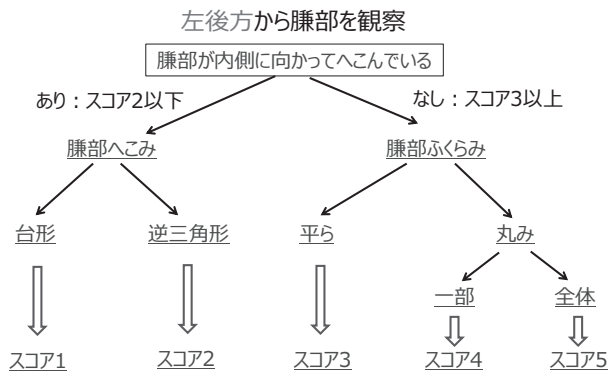 左後方から膁部を観察
膁部が内側に向かってへこんでいる
あり：スコア2以下
なし：スコア3以上
膁部へこみ
膁部ふくらみ
台形
逆三角形
平ら
丸み
一部
全体
スコア1
スコア2
スコア3
スコア4
スコア5